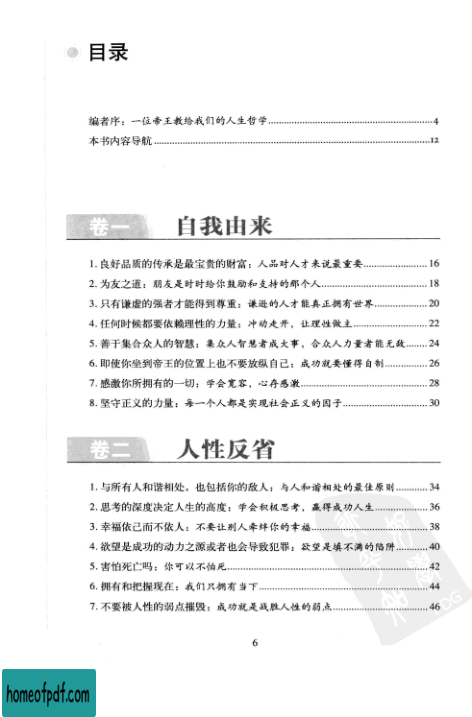 目录
编者序：一位帝王教给我们的人生哲学................................4
本书内容导航................................12
卷一 自我由来
1. 良好品质的传承是最宝贵的财富：人品对人才来说最重要................16
2. 为友之道：朋友是时时给你鼓励和支持的那个人................18
3. 只有谦虚的强者才能得到尊重：谦逊的人才能真正拥有世界................20
4. 任何时候都要依赖理性的力量：冲动走开，让理性做主................22
5. 善于集合众人的智慧：集众人智慧者成大事，合众人力量者能无敌........24
6. 即使你坐到帝王的位置上也不要放纵自己：成功就要懂得自制............26
7. 感激你所拥有的一切：学会宽容，心存感激................28
8. 坚守正义的力量：每一个人都是实现社会正义的因子................30
卷二 人性反省
1. 与所有人和谐相处，也包括你的敌人：与人和谐相处的最佳原则............34
2. 思考的深度决定人生的高度：学会积极思考，赢得成功人生................36
3. 幸福依己而不依人：不要让别人牵绊你的幸福................38
4. 欲望是成功的动力之源或者也会导致犯罪：欲望是填不满的陷阱............40
5. 害怕死亡吗：你可以不怕死................42
6. 拥有和把握现在：我们只拥有当下................44
7. 不要被人性的弱点摧毁：成功就是战胜人性的弱点................46
6
homeofpdf.com